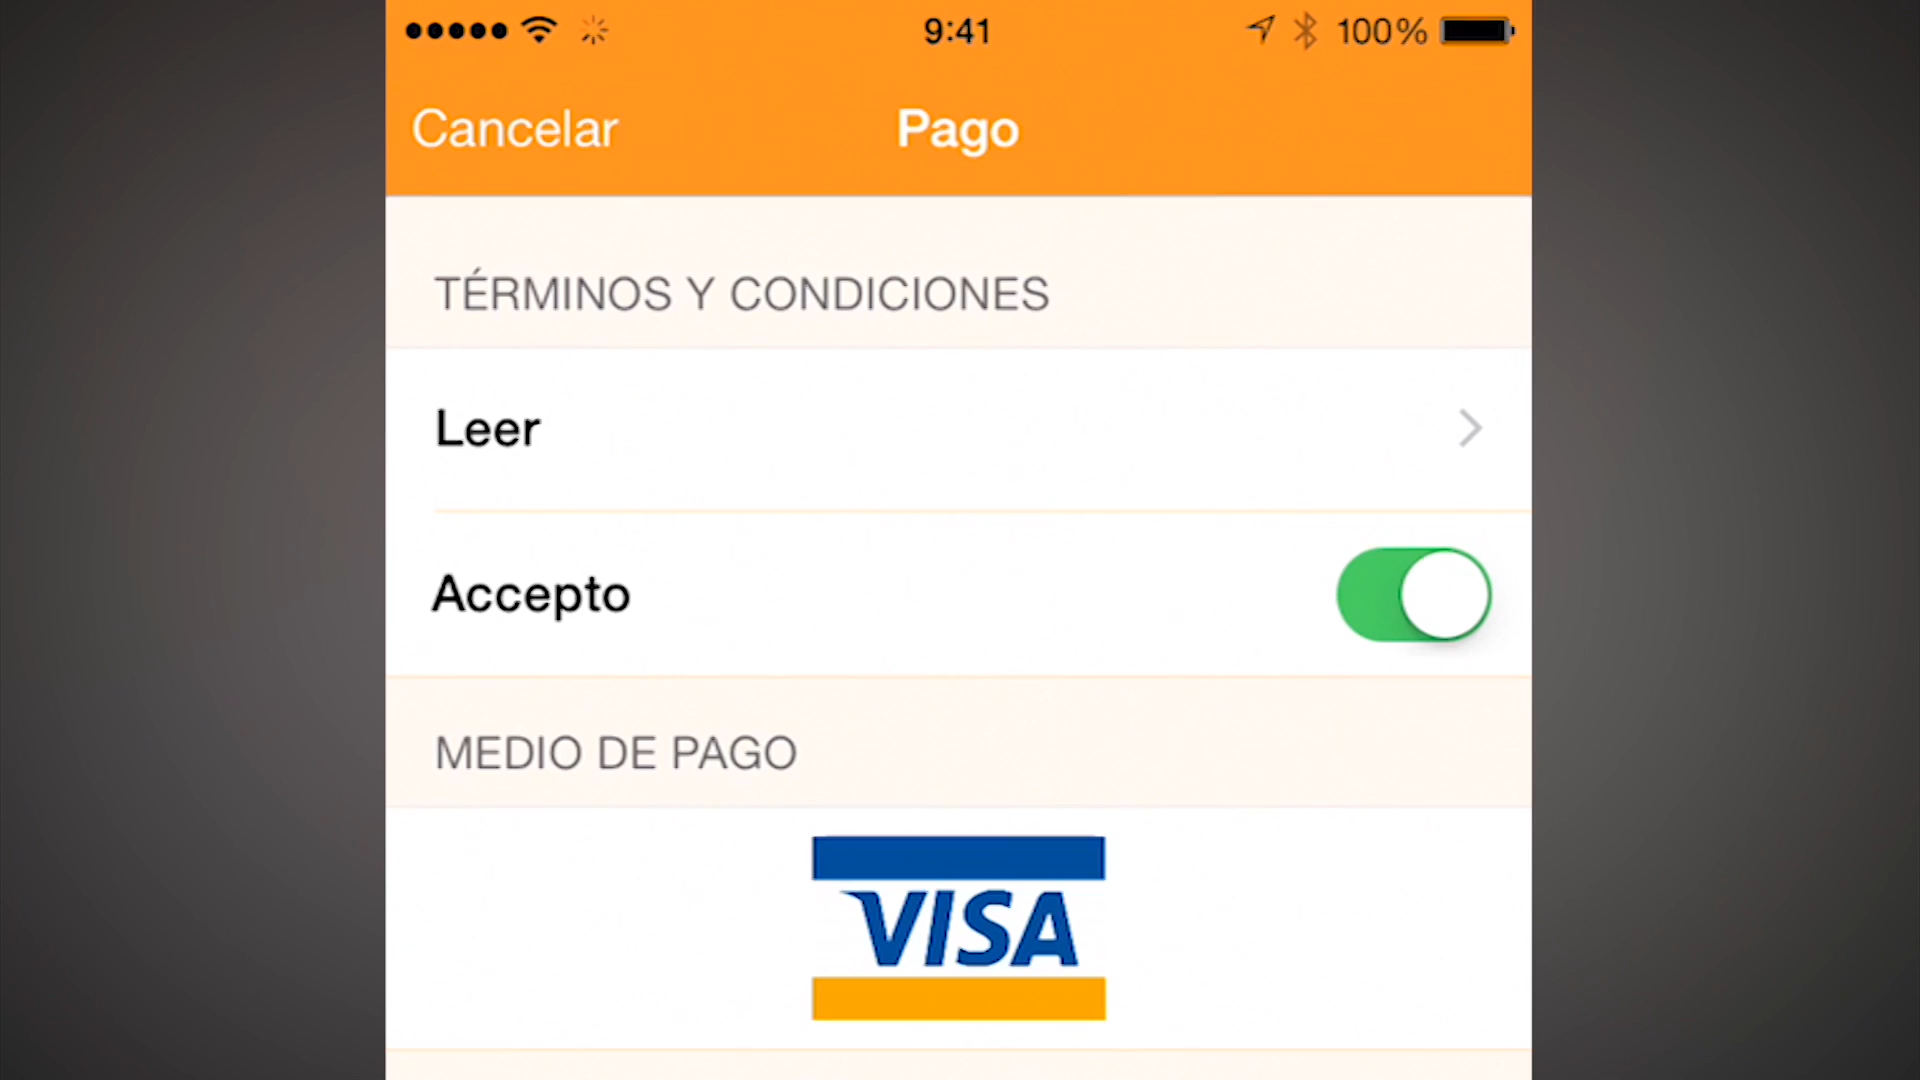 9:41 100%
Cancelar Pago
TÉRMINOS Y CONDICIONES
Leer
Accepto
MEDIO DE PAGO
VISA